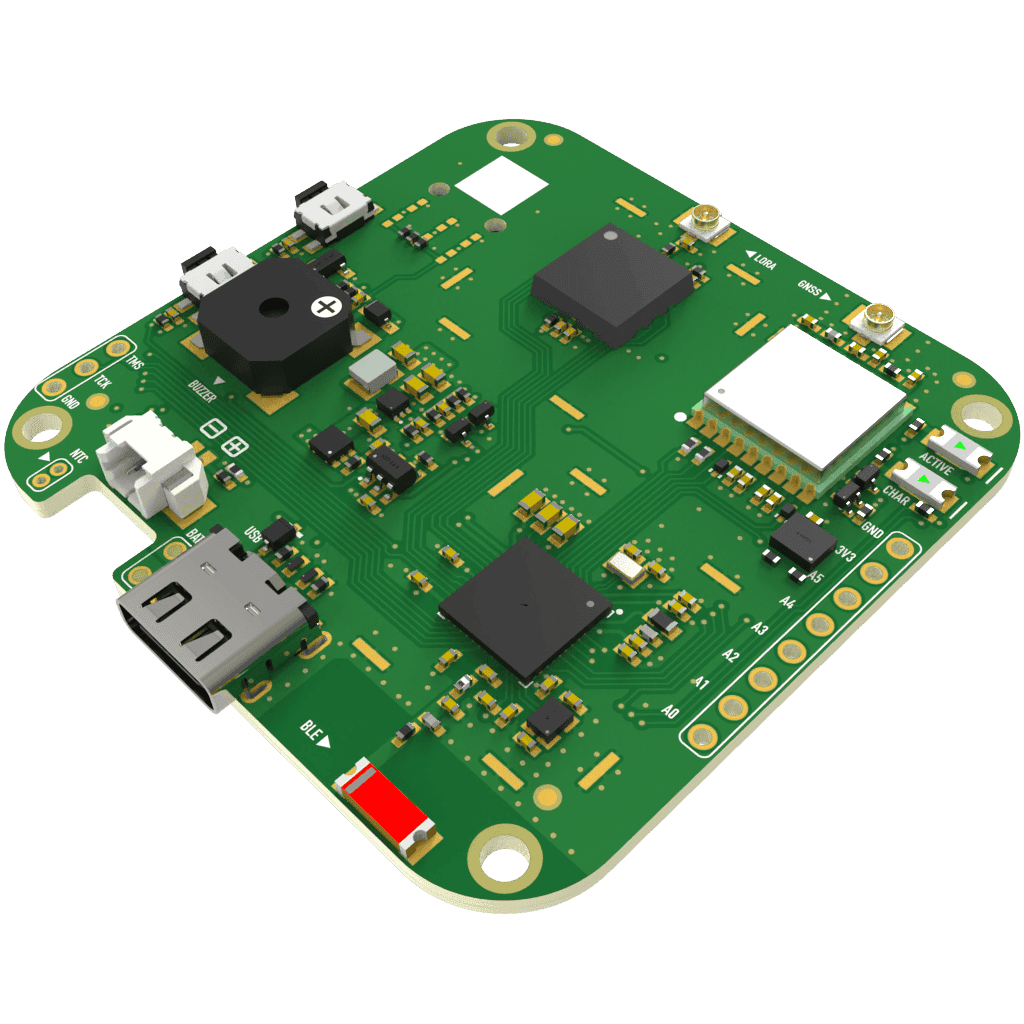 ◀ LORA
GNSS ▶
TMS
TCK
GND
BUZZER
NTC
USB
ACTIVE
CHAR
GND
3V3
A5
A4
A3
A2
A1
A0
BLE ▶